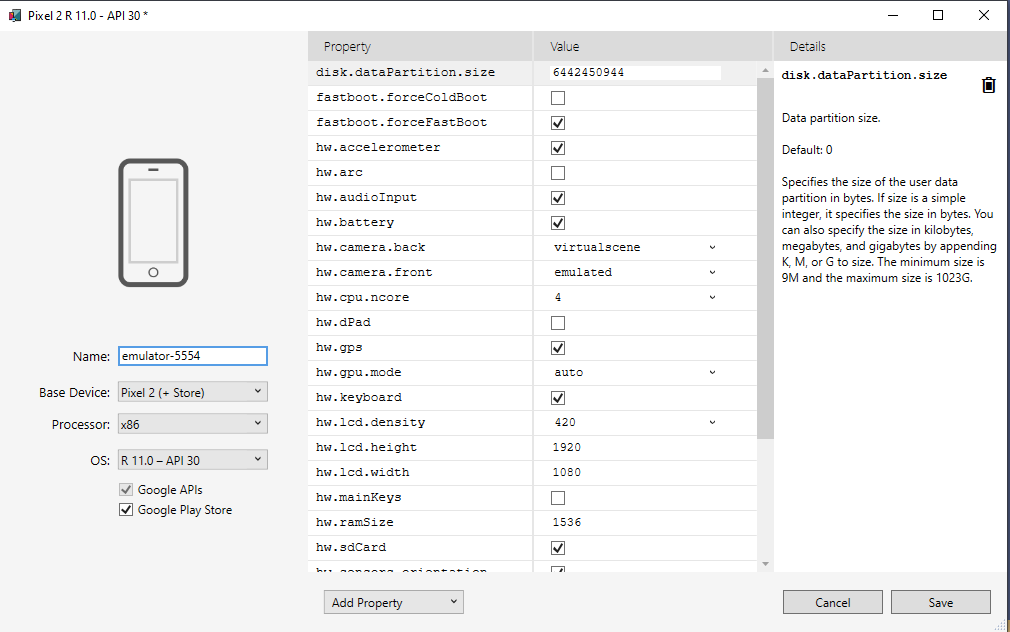 Pixel 2 R 11.0 - API 30 *
Name: emulator-5554
Base Device: Pixel 2 (+ Store)
Processor: x86
OS: R 11.0 – API 30
Google APIs
Google Play Store
Property Value
disk.dataPartition.size 6442450944
fastboot.forceColdBoot
fastboot.forceFastBoot
hw.accelerometer
hw.arc
hw.audioInput
hw.battery
hw.camera.back virtualscene
hw.camera.front emulated
hw.cpu.ncore 4
hw.dPad
hw.gps
hw.gpu.mode auto
hw.keyboard
hw.lcd.density 420
hw.lcd.height 1920
hw.lcd.width 1080
hw.mainKeys
hw.ramSize 1536
hw.sdCard
hw.sensors.orientation
Add Property
Details
disk.dataPartition.size
Data partition size.
Default: 0
Specifies the size of the user data
partition in bytes. If size is a simple
integer, it specifies the size in bytes. You
can also specify the size in kilobytes,
megabytes, and gigabytes by appending
K, M, or G to size. The minimum size is
9M and the maximum size is 1023G.
Cancel Save